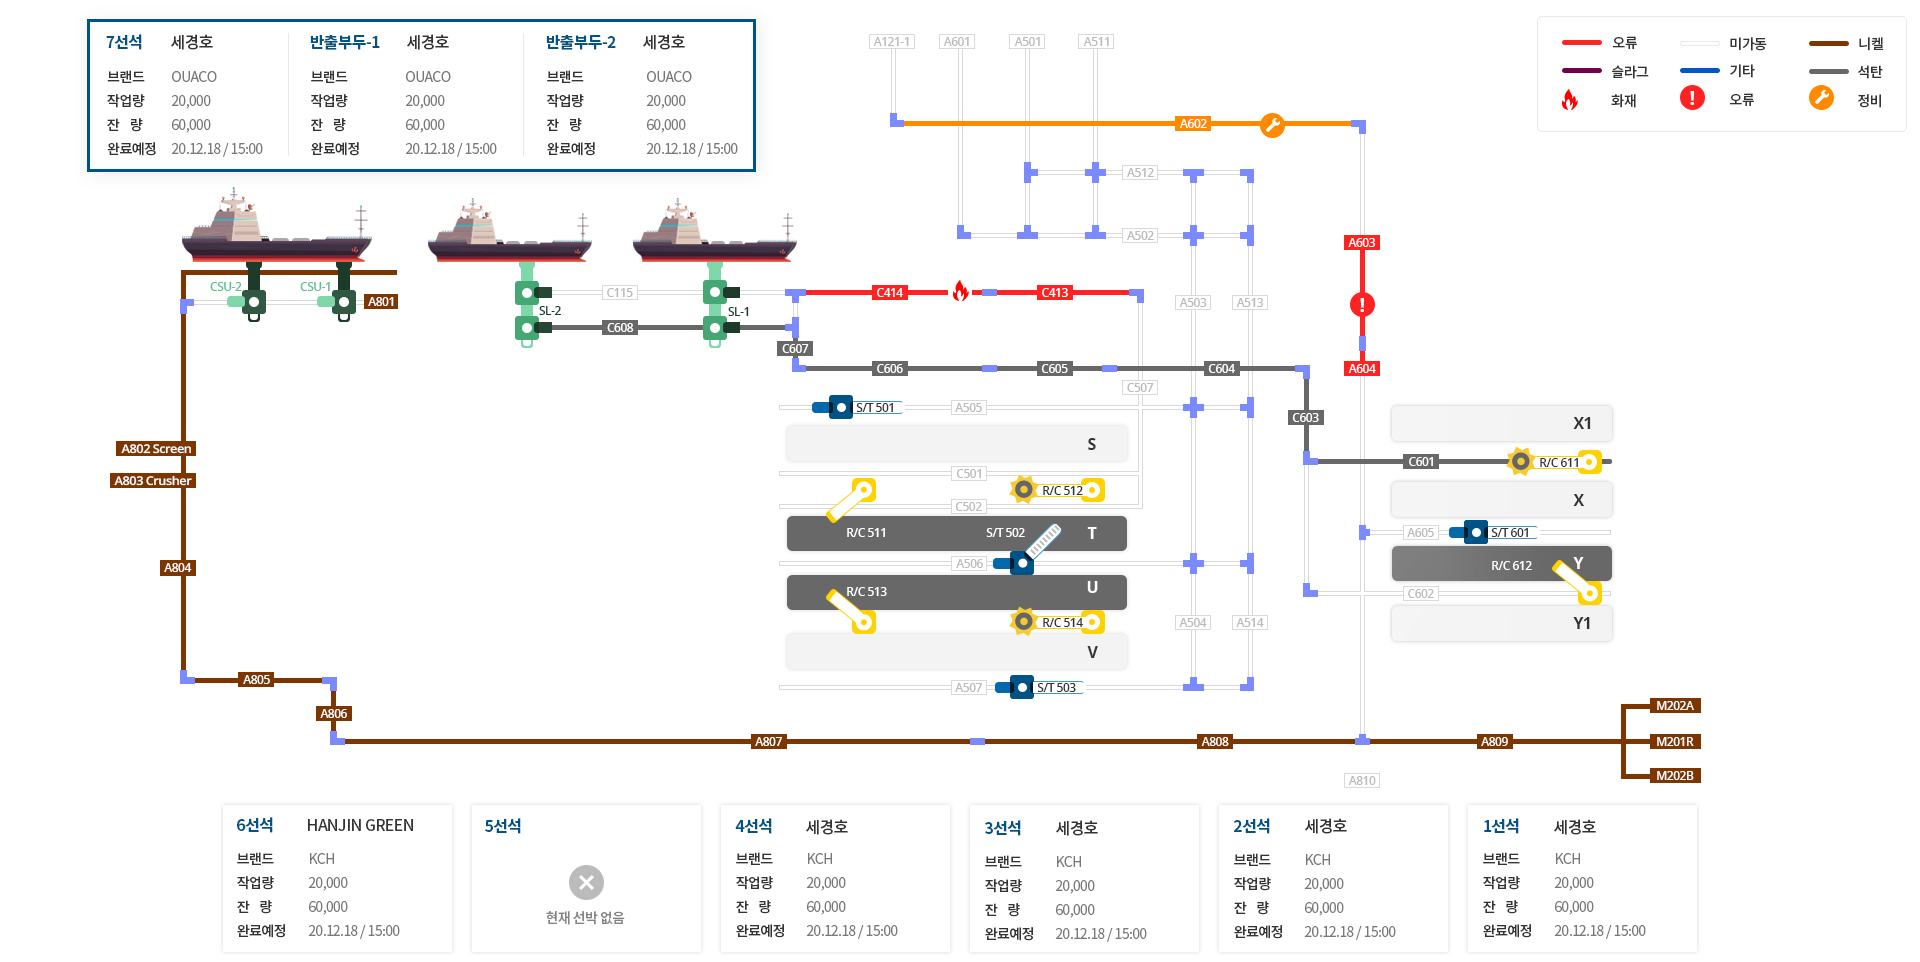 7선석 세경호
브랜드 OUACO
작업량 20,000
잔 량 60,000
완료예정 20.12.18 / 15:00
반출부두-1 세경호
브랜드 OUACO
작업량 20,000
잔 량 60,000
완료예정 20.12.18 / 15:00
반출부두-2 세경호
브랜드 OUACO
작업량 20,000
잔 량 60,000
완료예정 20.12.18 / 15:00
A121-1 A601 A501 A511
오류 미가동 니켈
슬라그 기타 석탄
화재 오류 정비
A602
A512
A502
A603
CSU-2 CSU-1
A801
C115
C414 C413
A503 A513
SL-2 SL-1
C608
C607
C606 C605 C604
A604
C507
S/T 501 A505
C603
X1
S
A802 Screen
C501
C601 R/C 611
A803 Crusher
R/C 512
C502
X
R/C 511 S/T 502 T
A605 S/T 601
A506
A804
R/C 612 Y
U
R/C 513
C602
R/C 514
A504 A514
Y1
V
A805
A507 S/T 503
A806
M202A
A807 A808 A809 M201R
M202B
A810
6선석 HANJIN GREEN
브랜드 KCH
작업량 20,000
잔 량 60,000
완료예정 20.12.18 / 15:00
5선석
현재 선박 없음
4선석 세경호
브랜드 KCH
작업량 20,000
잔 량 60,000
완료예정 20.12.18 / 15:00
3선석 세경호
브랜드 KCH
작업량 20,000
잔 량 60,000
완료예정 20.12.18 / 15:00
2선석 세경호
브랜드 KCH
작업량 20,000
잔 량 60,000
완료예정 20.12.18 / 15:00
1선석 세경호
브랜드 KCH
작업량 20,000
잔 량 60,000
완료예정 20.12.18 / 15:00